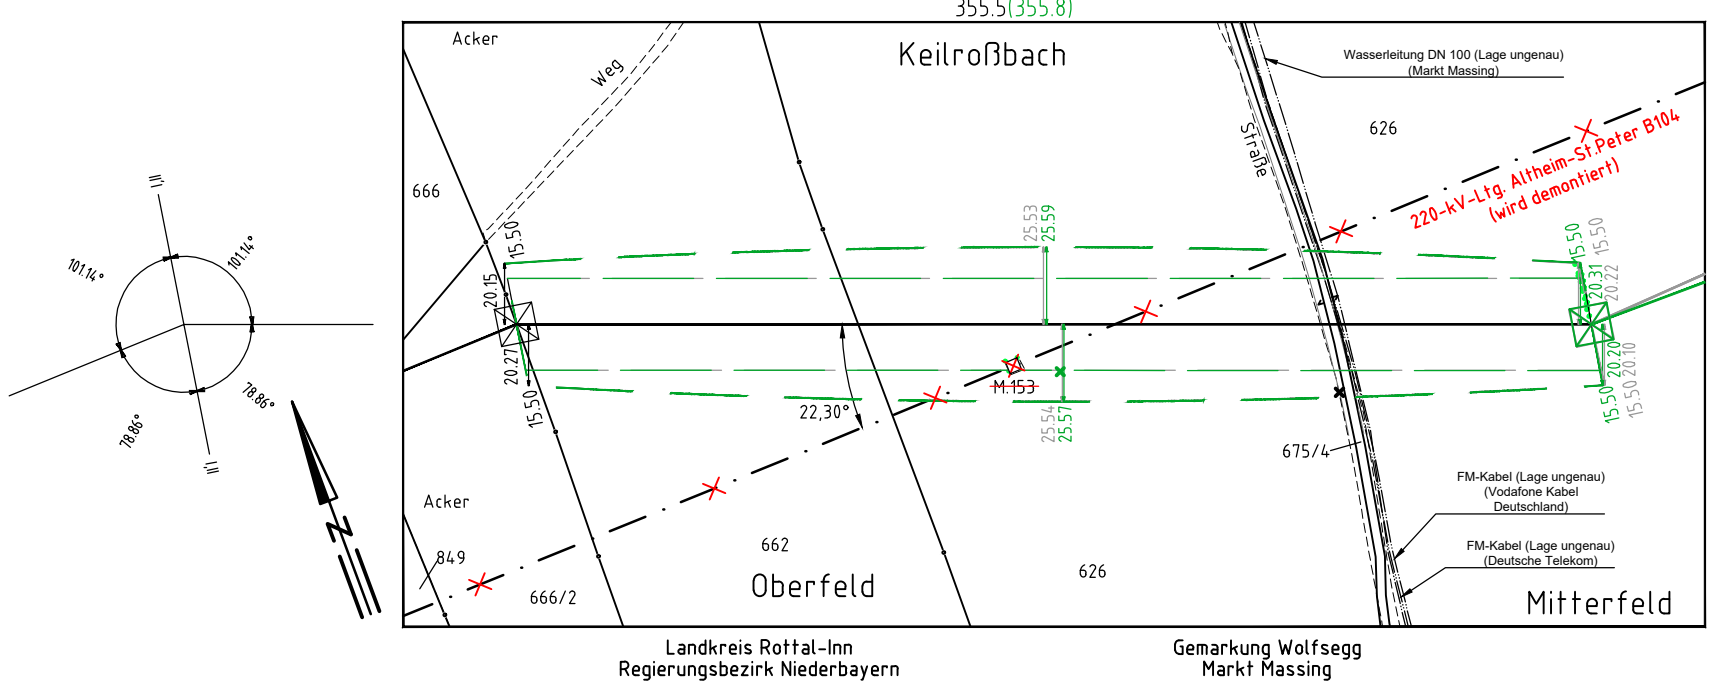 355.5(355.8)
Acker
Weg
Keilroßbach
Wasserleitung DN 100 (Lage ungenau)
(Markt Massing)
Straße
626
220-kV-Ltg. Altheim-St.Peter B104
(wird demontiert)
666
II'I
101.14°
101.14°
78.86°
78.86°
II'I
N
15.50
20.15
20.27
15.50
25.53
25.59
25.54
25.57
M.153
22,30°
15.50
15.50
20.31
20.22
20.20
20.10
15.50
15.50
675/4
Acker
849
666/2
662
Oberfeld
626
FM-Kabel (Lage ungenau)
(Vodafone Kabel
Deutschland)
FM-Kabel (Lage ungenau)
(Deutsche Telekom)
Mitterfeld
Landkreis Rottal-Inn
Regierungsbezirk Niederbayern
Gemarkung Wolfsegg
Markt Massing